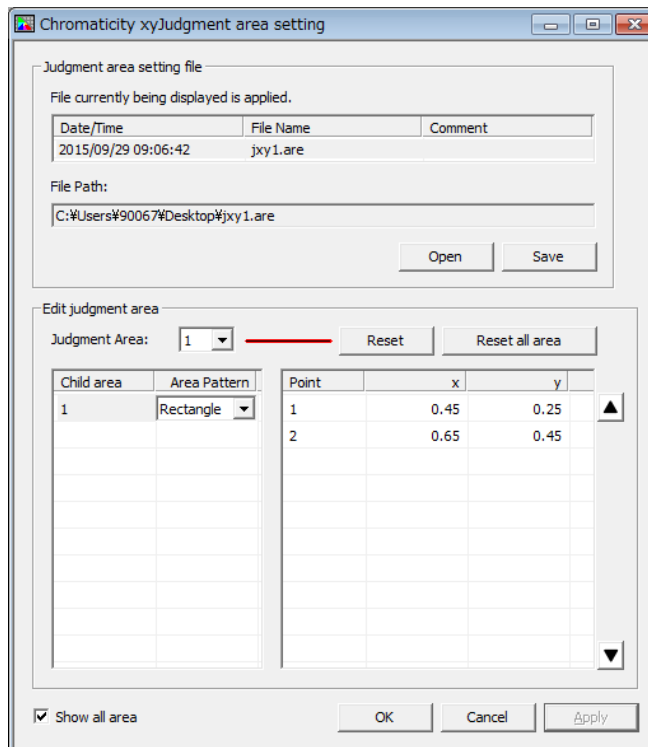 Chromaticity xyJudgment area setting
Judgment area setting file
File currently being displayed is applied.
Date/Time File Name Comment
2015/09/29 09:06:42 jxy1.are
File Path:
C:¥Users¥90067¥Desktop¥jxy1.are
Open Save
Edit judgment area
Judgment Area: 1 Reset Reset all area
Child area Area Pattern Point x y
1 Rectangle 1 0.45 0.25
2 0.65 0.45
Show all area OK Cancel Apply